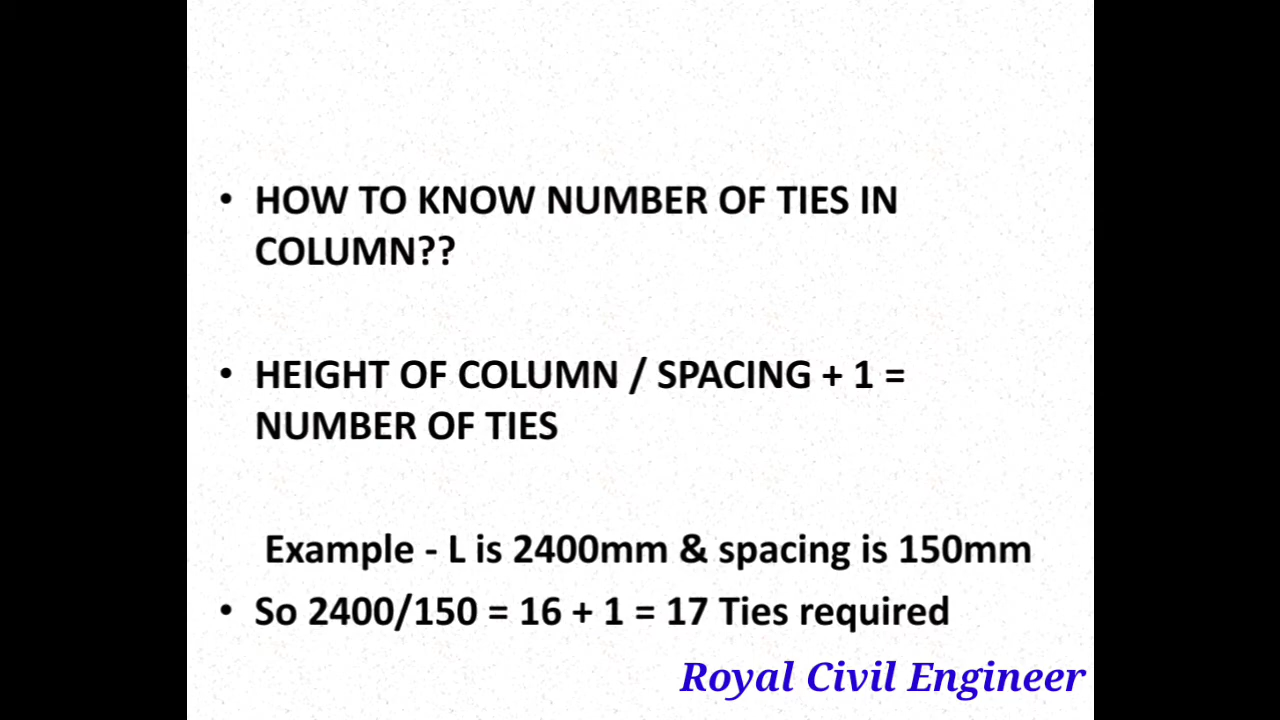 • HOW TO KNOW NUMBER OF TIES IN
COLUMN??
• HEIGHT OF COLUMN / SPACING + 1 =
NUMBER OF TIES
Example - L is 2400mm & spacing is 150mm
• So 2400/150 = 16 + 1 = 17 Ties required
Royal Civil Engineer